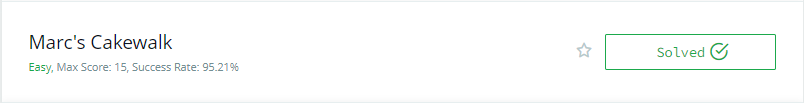 Marc's Cakewalk
Solved
Easy, Max Score: 15, Success Rate: 95.21%